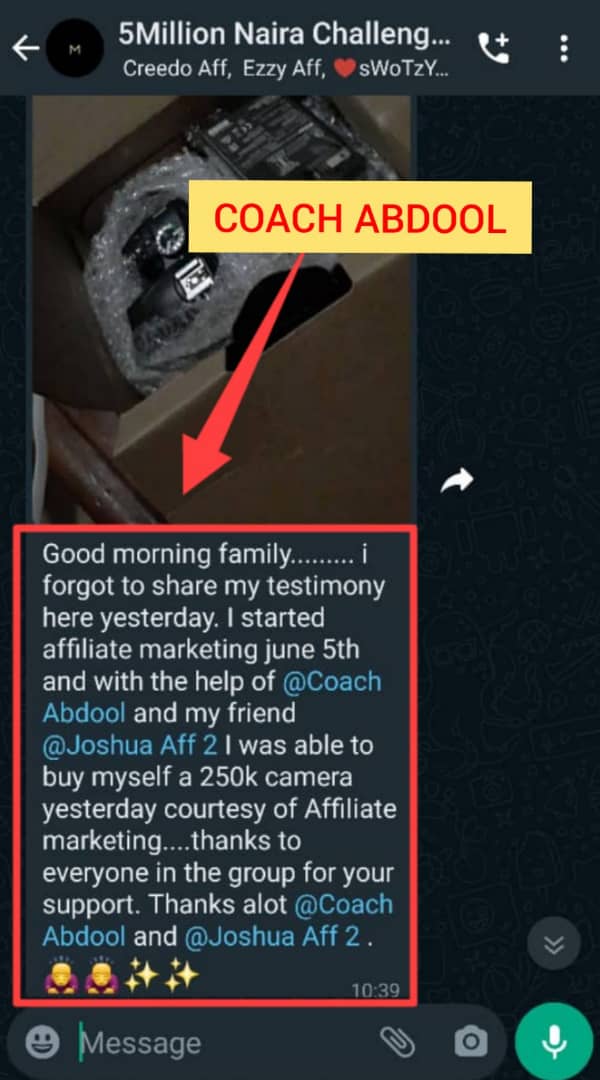 5Million Naira Challeng...
Creedo Aff, Ezzy Aff, ❤️sWoTzY...
COACH ABDOOL
Good morning family......... i
forgot to share my testimony
here yesterday. I started
affiliate marketing june 5th
and with the help of @Coach
Abdool and my friend
@Joshua Aff 2 I was able to
buy myself a 250k camera
yesterday courtesy of Affiliate
marketing....thanks to
everyone in the group for your
support. Thanks alot @Coach
Abdool and @Joshua Aff 2 .
🙇🙇✨✨
10:39
Message